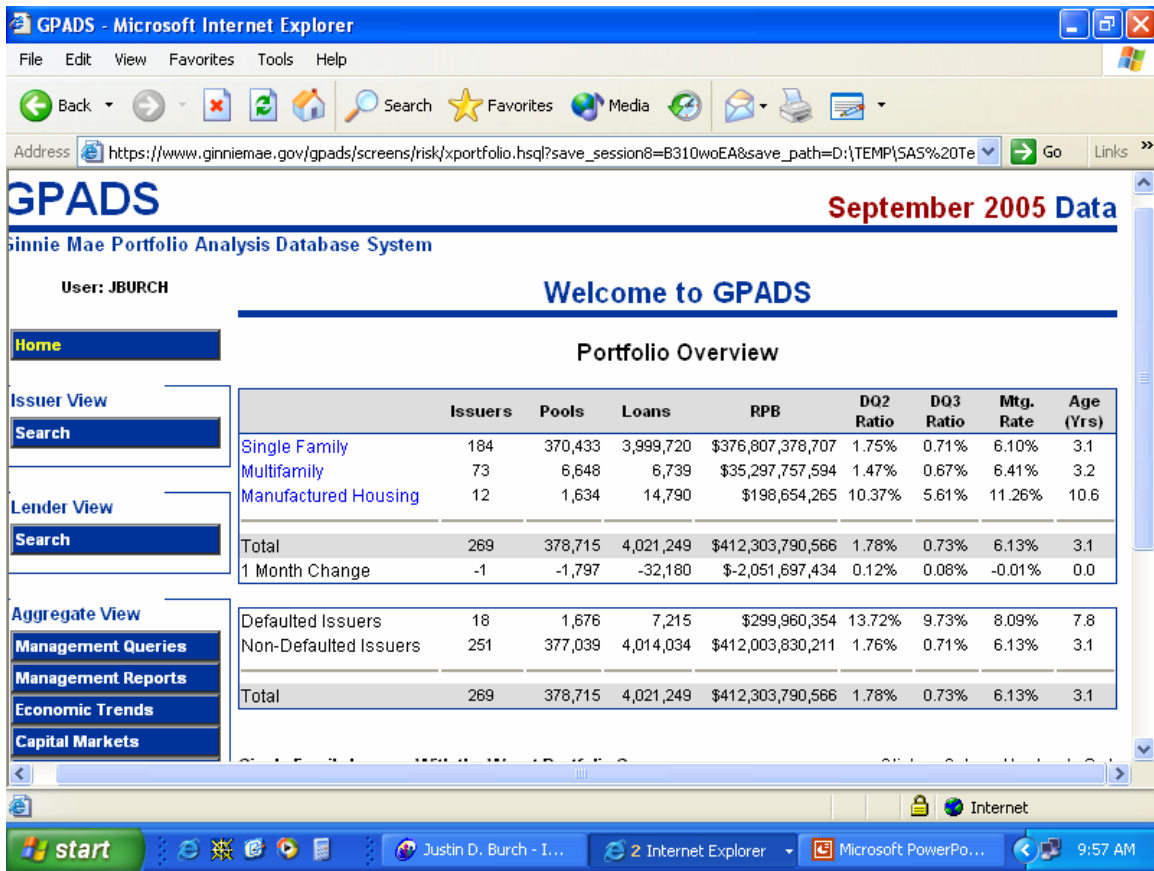 GPADS - Microsoft Internet Explorer
File Edit View Favorites Tools Help
Back Search Favorites Media
Address https://www.ginniemae.gov/gpads/screens/risk/xportfolio.hsql?save_session8=B310woEA&save_path=D:\TEMP\SAS%20Te Go Links »
GPADS
September 2005 Data
Ginnie Mae Portfolio Analysis Database System
User: JBURCH
Welcome to GPADS
Home
Portfolio Overview
Issuer View
Search
Lender View
Search
Aggregate View
Management Queries
Management Reports
Economic Trends
Capital Markets
Issuers Pools Loans RPB DQ2 Ratio DQ3 Ratio Mtg. Rate Age (Yrs)
Single Family 184 370,433 3,999,720 $376,807,378,707 1.75% 0.71% 6.10% 3.1
Multifamily 73 6,648 6,739 $35,297,757,594 1.47% 0.67% 6.41% 3.2
Manufactured Housing 12 1,634 14,790 $198,654,265 10.37% 5.61% 11.26% 10.6
Total 269 378,715 4,021,249 $412,303,790,566 1.78% 0.73% 6.13% 3.1
1 Month Change -1 -1,797 -32,180 $-2,051,697,434 0.12% 0.08% -0.01% 0.0
Defaulted Issuers 18 1,676 7,215 $299,960,354 13.72% 9.73% 8.09% 7.8
Non-Defaulted Issuers 251 377,039 4,014,034 $412,003,830,211 1.76% 0.71% 6.13% 3.1
Total 269 378,715 4,021,249 $412,303,790,566 1.78% 0.73% 6.13% 3.1
Internet
start Justin D. Burch - I... 2 Internet Explorer Microsoft PowerPo... 9:57 AM